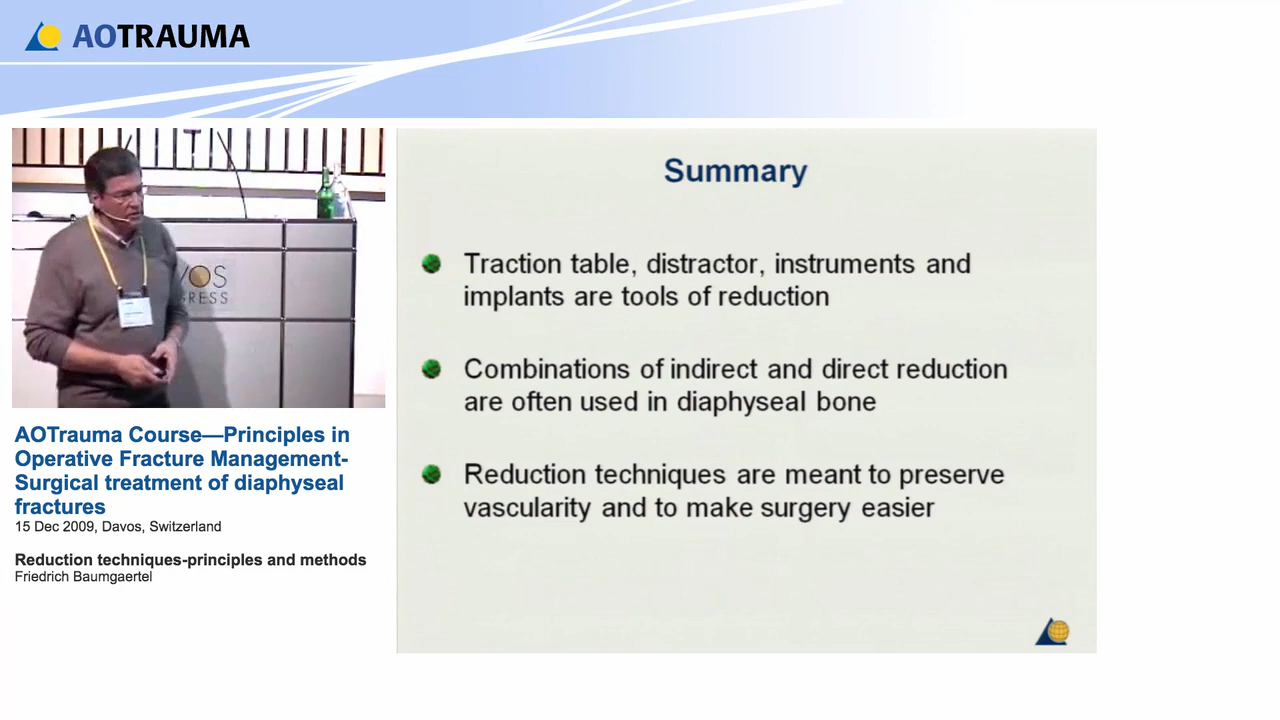 AOTRAUMA
VOS
GRESS
Summary
Traction table, distractor, instruments and
implants are tools of reduction
Combinations of indirect and direct reduction
are often used in diaphyseal bone
Reduction techniques are meant to preserve
vascularity and to make surgery easier
AOTrauma Course—Principles in
Operative Fracture Management-
Surgical treatment of diaphyseal
fractures
15 Dec 2009, Davos, Switzerland
Reduction techniques-principles and methods
Friedrich Baumgaertel